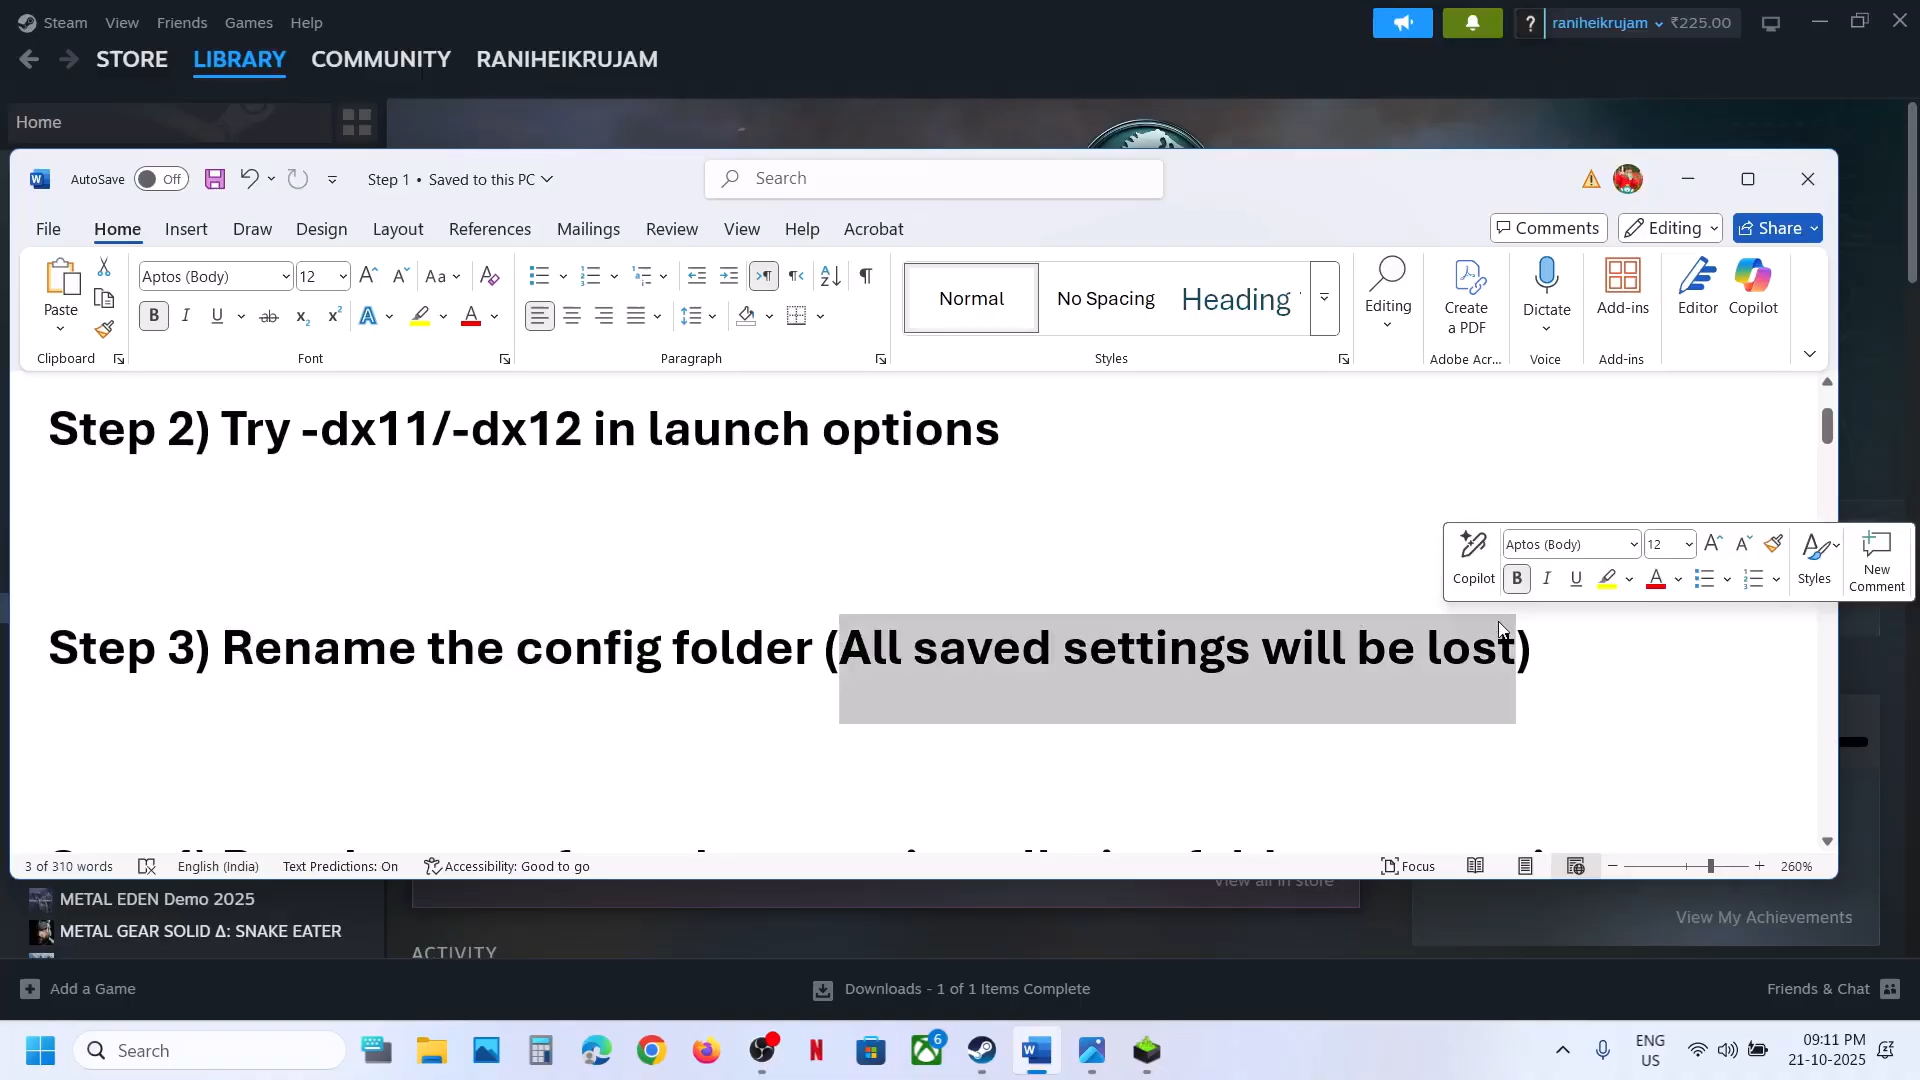 Steam View Friends Games Help
raniheikrujam ₹225.00
STORE LIBRARY COMMUNITY RANIHEIKRUJAM
Home
AutoSave Off Step 1 • Saved to this PC Search
File Home Insert Draw Design Layout References Mailings Review View Help Acrobat Comments Editing Share
Paste Aptos (Body) 12 Normal No Spacing Heading Editing Create a PDF Dictate Add-ins Editor Copilot
Clipboard Font Paragraph Styles Adobe Acr... Voice Add-ins
Step 2) Try -dx11/-dx12 in launch options
Copilot Aptos (Body) 12 Styles New Comment
Step 3) Rename the config folder (All saved settings will be lost)
3 of 310 words English (India) Text Predictions: On Accessibility: Good to go Focus 260%
METAL EDEN Demo 2025
View all in store
View My Achievements
METAL GEAR SOLID Δ: SNAKE EATER
ACTIVITY
Add a Game Downloads - 1 of 1 Items Complete Friends & Chat
Search 6 ENG US 09:11 PM 21-10-2025